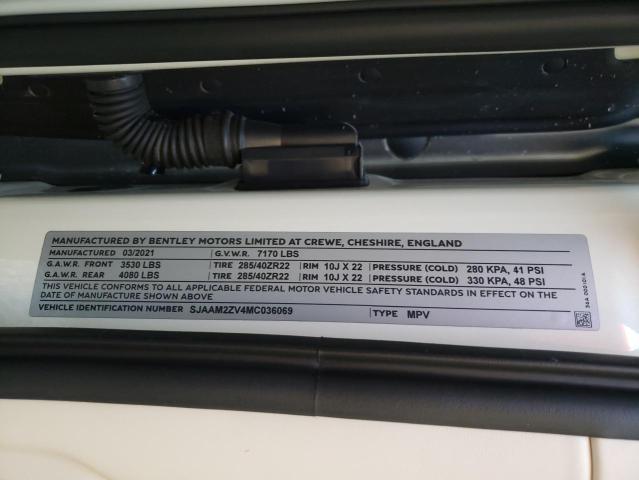 MANUFACTURED BY BENTLEY MOTORS LIMITED AT CREWE, CHESHIRE, ENGLAND
MANUFACTURED 03/2021 G.V.W.R. 7170 LBS
G.A.W.R. FRONT 3530 LBS TIRE 285/40ZR22 RIM 10J X 22 PRESSURE (COLD) 280 KPA, 41 PSI
G.A.W.R. REAR 4080 LBS TIRE 285/40ZR22 RIM 10J X 22 PRESSURE (COLD) 330 KPA, 48 PSI
THIS VEHICLE CONFORMS TO ALL APPLICABLE FEDERAL MOTOR VEHICLE SAFETY STANDARDS IN EFFECT ON THE
DATE OF MANUFACTURE SHOWN ABOVE
VEHICLE IDENTIFICATION NUMBER SJAAM2ZV4MC036069 TYPE MPV